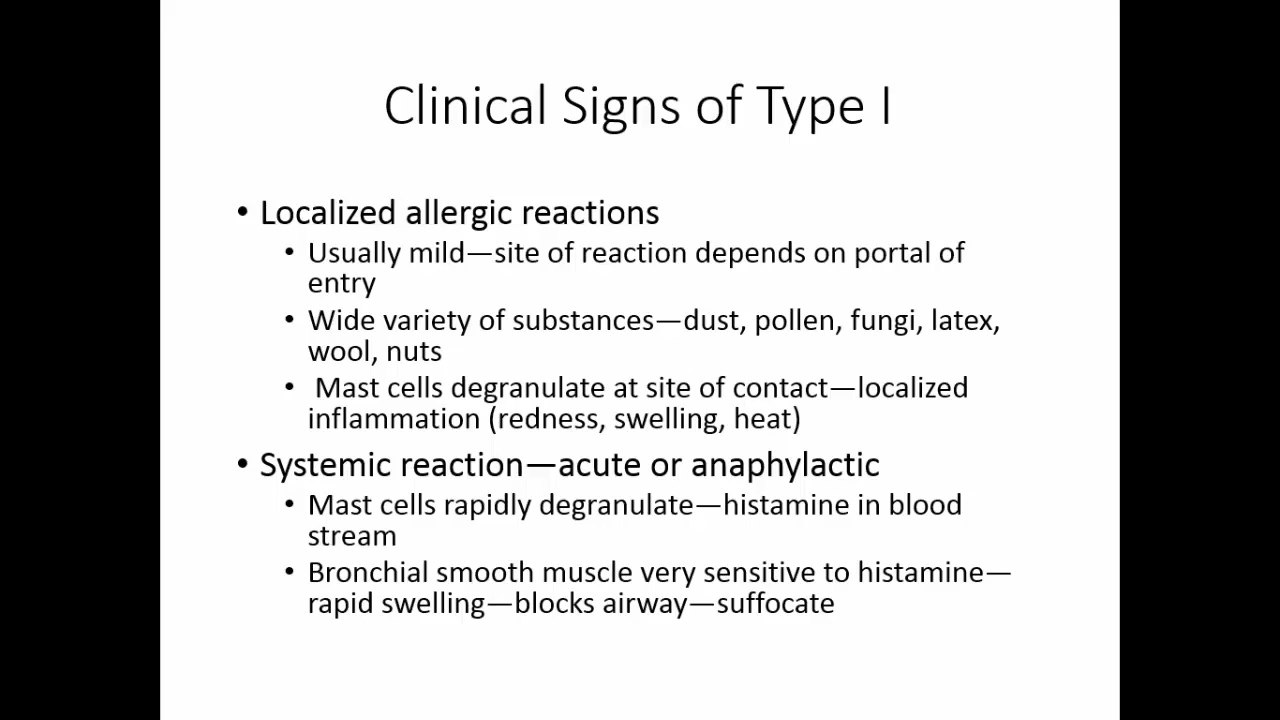 Clinical Signs of Type I
• Localized allergic reactions
• Usually mild—site of reaction depends on portal of
entry
• Wide variety of substances—dust, pollen, fungi, latex,
wool, nuts
• Mast cells degranulate at site of contact—localized
inflammation (redness, swelling, heat)
• Systemic reaction—acute or anaphylactic
• Mast cells rapidly degranulate—histamine in blood
stream
• Bronchial smooth muscle very sensitive to histamine—
rapid swelling—blocks airway—suffocate